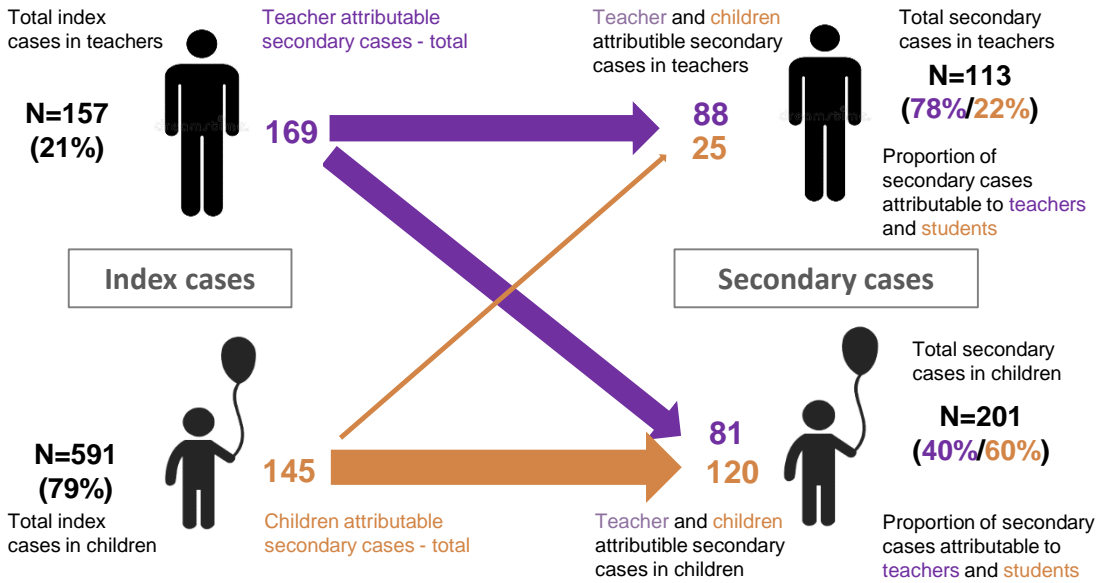 Total index
cases in teachers
N=157
(21%)
Teacher attributable
secondary cases - total
169
Teacher and children
attributible secondary
cases in teachers
88
25
Total secondary
cases in teachers
N=113
(78%/22%)
Proportion of
secondary cases
attributable to teachers
and students
Index cases
Secondary cases
N=591
(79%)
Total index
cases in children
145
Children attributable
secondary cases - total
81
120
Teacher and children
attributible secondary
cases in children
Total secondary
cases in children
N=201
(40%/60%)
Proportion of secondary
cases attributable to
teachers and students